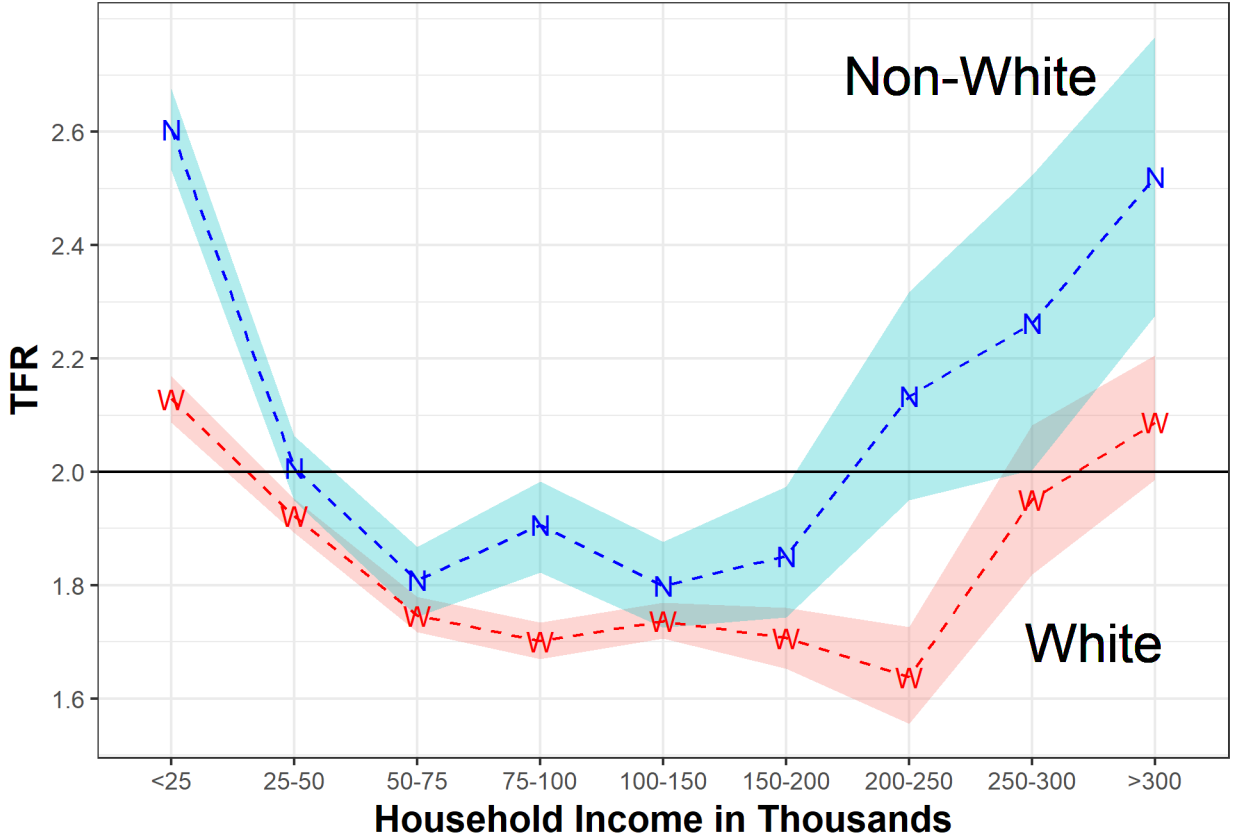 Non-White
N
2.6
N
2.4
N
2.2
TFR
N
W
W
2.0
N
W
W
N
1.8
N
N
N
W
W
W
W
White
W
1.6
<25
25-50
50-75
75-100
100-150
150-200
200-250
250-300
>300
Household Income in Thousands